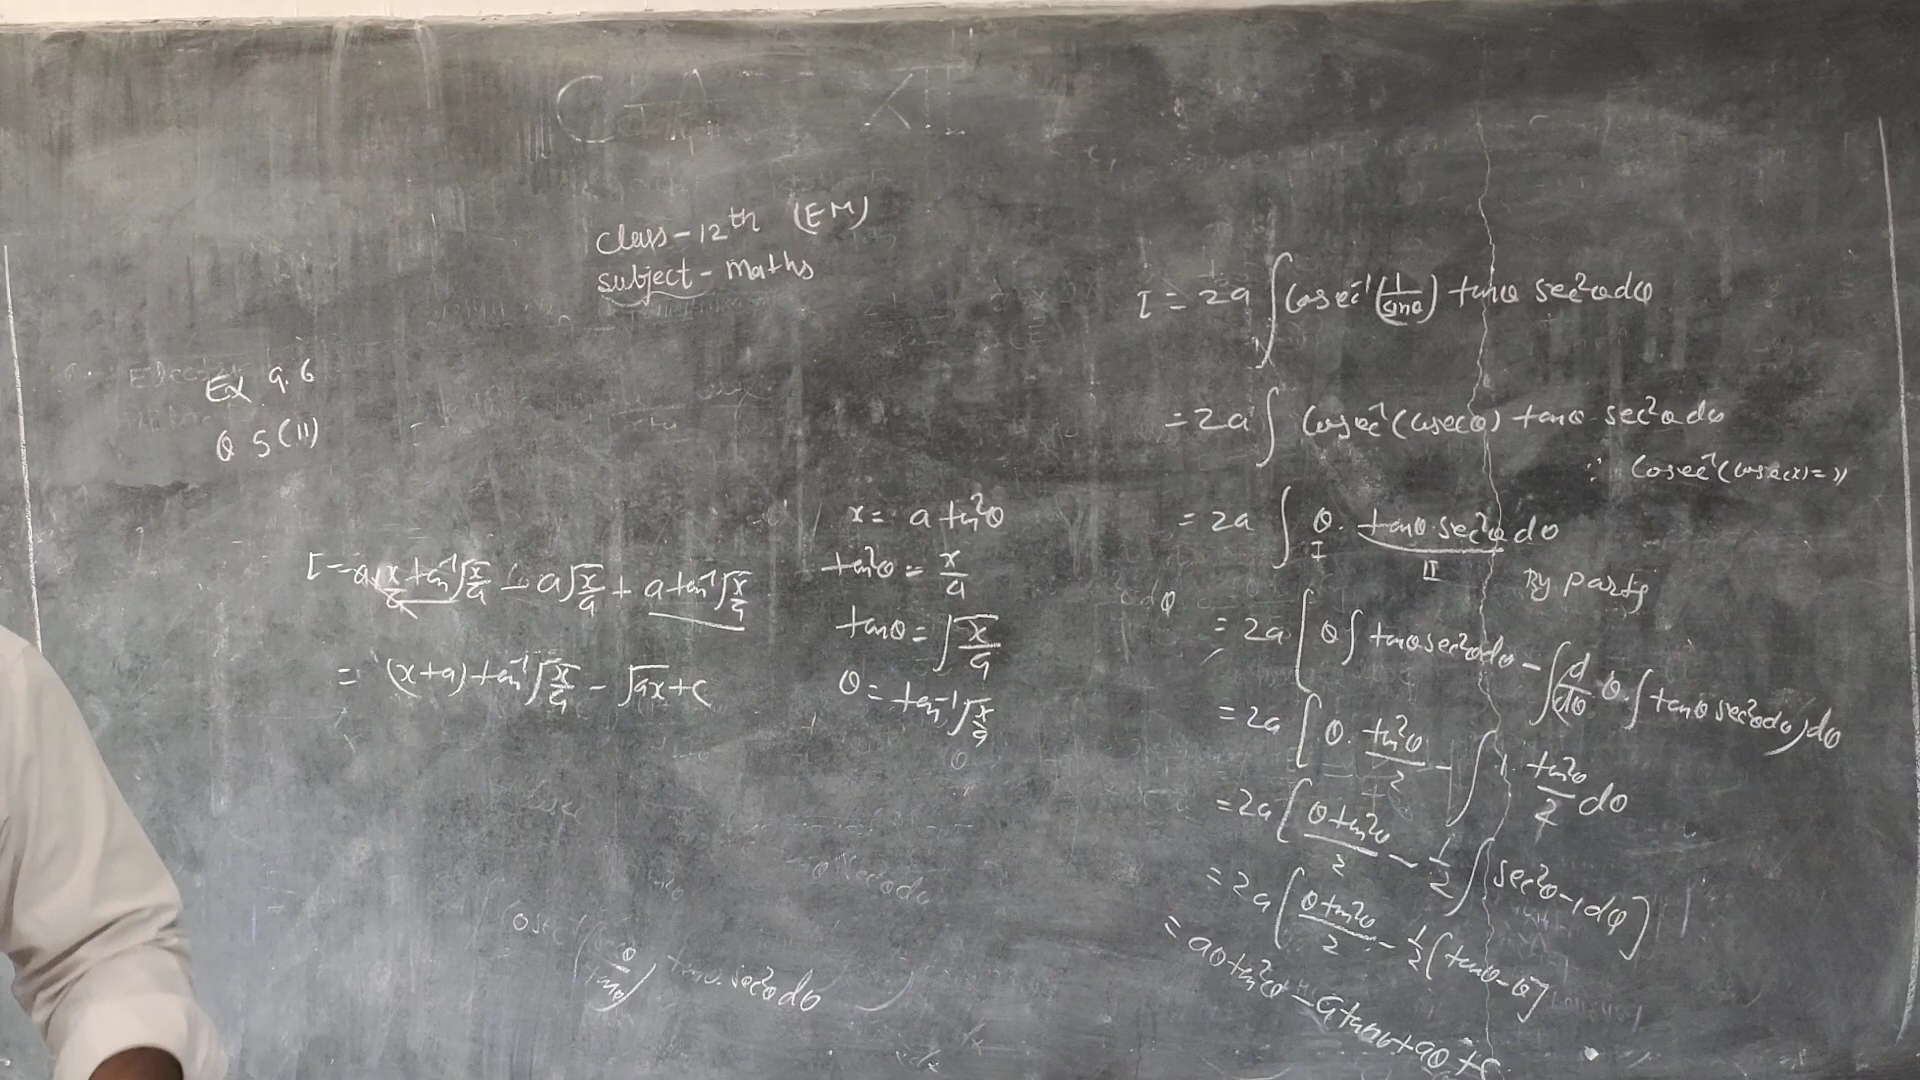 Class-12th (EM)
Subject - Maths
Ex 9.6
Q 5(11)
I = a x/a tan⁻¹√x/a - a√x/a + a tan⁻¹√x/a
= (x+a) tan⁻¹√x/a - √ax + c
x = a tan²θ
tan²θ = x/a
tanθ = √x/a
θ = tan⁻¹√x/a
cosec⁻¹(secθ/tanθ) tanθ. sec²θ dθ
I = 2a ∫ Cosec⁻¹(1/sinθ) tanθ sec²θ dθ
= 2a ∫ Cosec⁻¹(cosecθ) tanθ sec²θ dθ
∴ Cosec⁻¹(cosec x) = x
= 2a ∫ θ. tanθ. sec²θ dθ
I II By parts
= 2a [θ ∫ tanθ sec²θ dθ - ∫(d/dθ θ. ∫ tanθ sec²θ dθ) dθ
= 2a [θ. tan²θ/2 - ∫ 1. tan²θ/2 dθ
= 2a [θ tan²θ/2 - 1/2 ∫ sec²θ-1 dθ]
= 2a [θ tan²θ/2 - 1/2 (tanθ - θ]
= aθ tan²θ - a tanθ + aθ + c